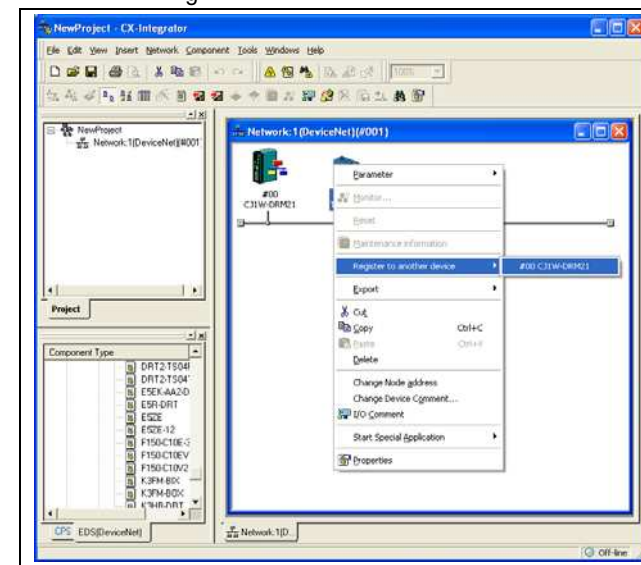 NewProject - CX-Integrator
File Edit View Insert Network Component Tools Windows Help
100%
NewProject
Network:1(DeviceNet)(#001
Project
Component Type
DRT2-TS04
DRT2-TS04
E5EK-AA2-D
E5R-DRT
E5ZE
E5ZE-12
F150-C10E-3
F150-C10EV
F150-C10V2
K3FM-BIX
K3FM-BOX
K3HB-DRT
CPS EDS(DeviceNet)
Network:1(DeviceNet)(#001)
#00
CJ1W-DRM21
Parameter
Monitor...
Reset
Maintenance information
Register to another device
#00 CJ1W-DRM21
Export
Cut
Copy Ctrl+C
Paste Ctrl+V
Delete
Change Node address
Change Device Comment...
I/O Comment
Start Special Application
Properties
Network:1(D...
Off-line